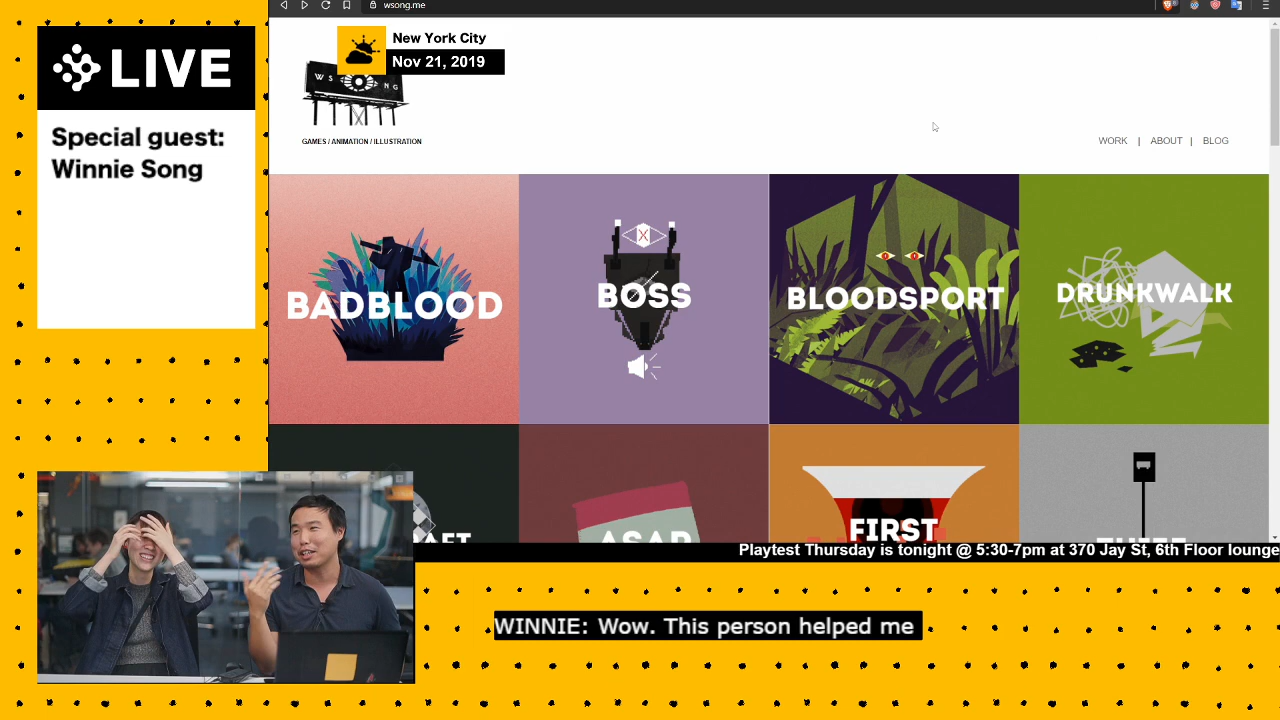 wsong.me
New York City
Nov 21, 2019
LIVE
Special guest:
Winnie Song
GAMES / ANIMATION / ILLUSTRATION
WORK | ABOUT | BLOG
BADBLOOD
BOSS
BLOODSPORT
DRUNKWALK
ASAP
FIRST
Playtest Thursday is tonight @ 5:30-7pm at 370 Jay St, 6th Floor lounge
WINNIE: Wow. This person helped me